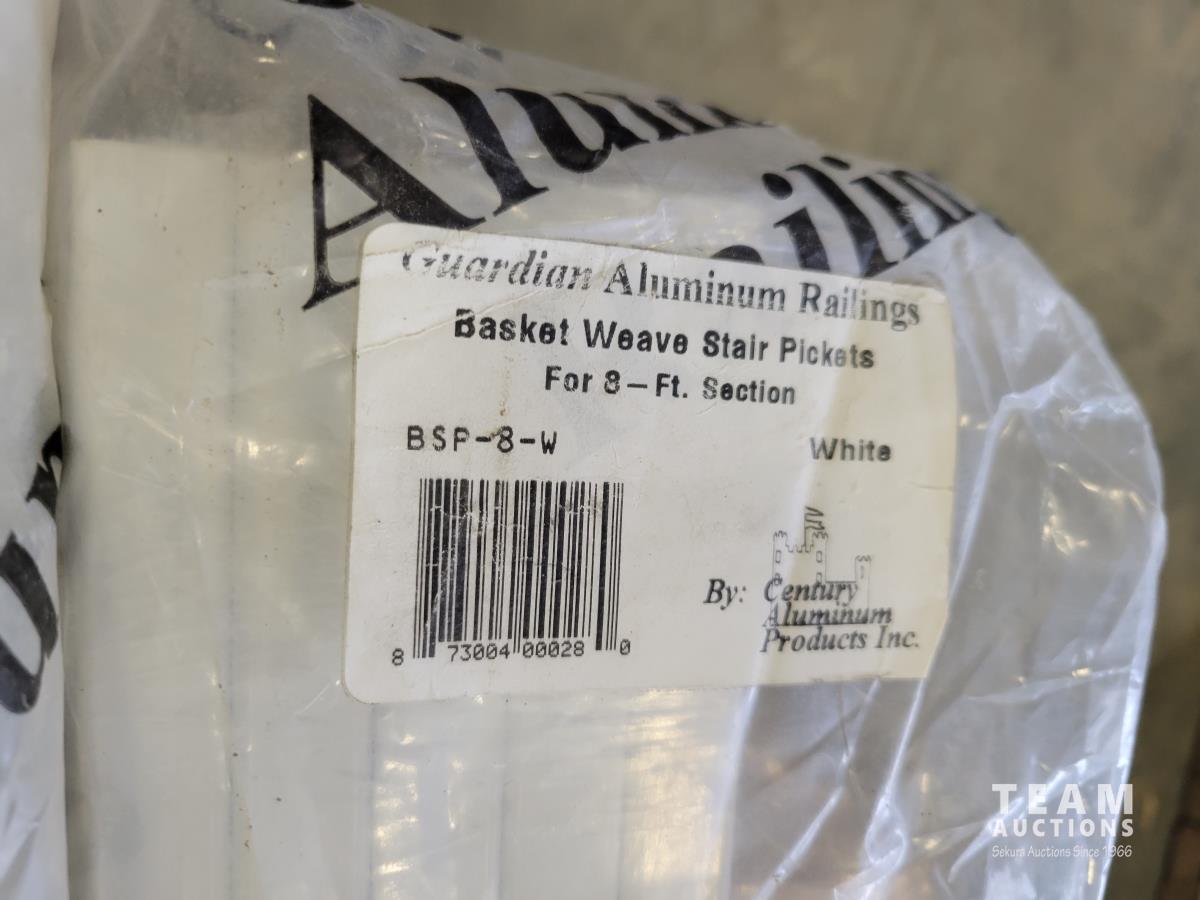 Guardian Aluminum Railings
Basket Weave Stair Pickets
For 8-Ft. Section
BSP-8-W
White
8 73004 00028 0
By: Century
Aluminum
Products Inc.
TEAM
AUCTIONS
Sekura Auctions Since 1966